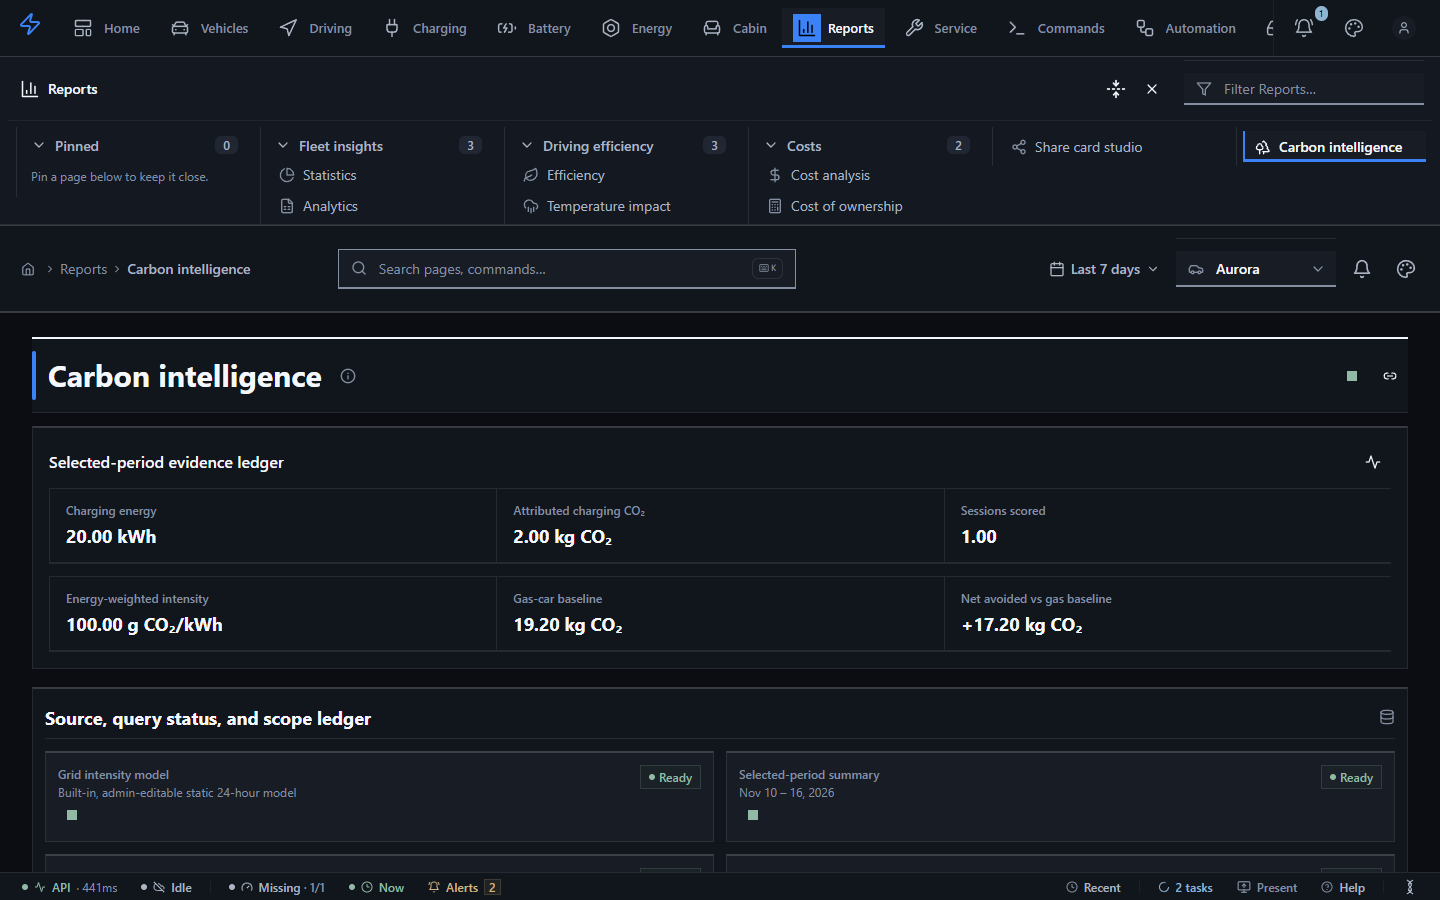 Home Vehicles Driving Charging Battery Energy Cabin Reports Service Commands Automation 1
Reports
Filter Reports...
Pinned 0
Pin a page below to keep it close.
Fleet insights 3
Statistics
Analytics
Driving efficiency 3
Efficiency
Temperature impact
Costs 2
Cost analysis
Cost of ownership
Share card studio
Carbon intelligence
Reports Carbon intelligence
Search pages, commands... K
Last 7 days
Aurora
Carbon intelligence
Selected-period evidence ledger
Charging energy
20.00 kWh
Attributed charging CO₂
2.00 kg CO₂
Sessions scored
1.00
Energy-weighted intensity
100.00 g CO₂/kWh
Gas-car baseline
19.20 kg CO₂
Net avoided vs gas baseline
+17.20 kg CO₂
Source, query status, and scope ledger
Grid intensity model
Built-in, admin-editable static 24-hour model
Ready
Selected-period summary
Nov 10 – 16, 2026
Ready
API · 441ms Idle Missing · 1/1 Now Alerts 2 Recent 2 tasks Present Help